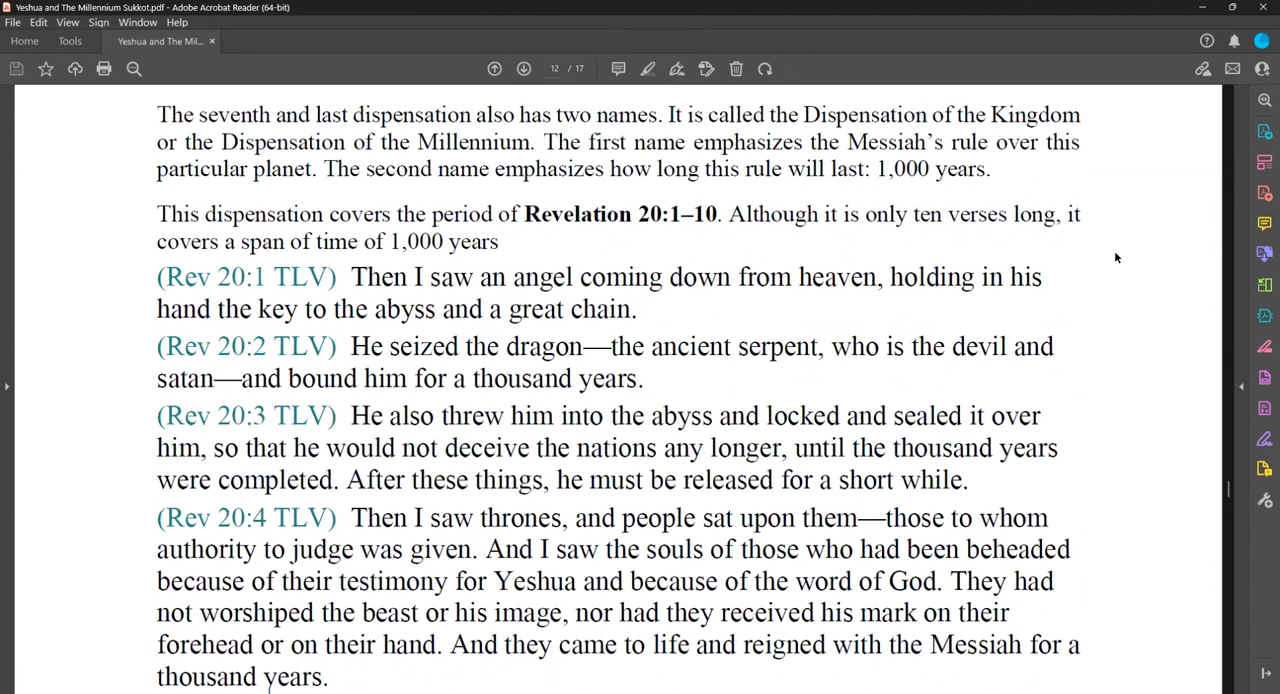 Yeshua and The Millennium Sukkot.pdf - Adobe Acrobat Reader (64-bit)
File Edit View Sign Window Help
Home Tools Yeshua and The Mil... ×
12 / 17
The seventh and last dispensation also has two names. It is called the Dispensation of the Kingdom
or the Dispensation of the Millennium. The first name emphasizes the Messiah’s rule over this
particular planet. The second name emphasizes how long this rule will last: 1,000 years.
This dispensation covers the period of Revelation 20:1–10. Although it is only ten verses long, it
covers a span of time of 1,000 years
(Rev 20:1 TLV) Then I saw an angel coming down from heaven, holding in his
hand the key to the abyss and a great chain.
(Rev 20:2 TLV) He seized the dragon—the ancient serpent, who is the devil and
satan—and bound him for a thousand years.
(Rev 20:3 TLV) He also threw him into the abyss and locked and sealed it over
him, so that he would not deceive the nations any longer, until the thousand years
were completed. After these things, he must be released for a short while.
(Rev 20:4 TLV) Then I saw thrones, and people sat upon them—those to whom
authority to judge was given. And I saw the souls of those who had been beheaded
because of their testimony for Yeshua and because of the word of God. They had
not worshiped the beast or his image, nor had they received his mark on their
forehead or on their hand. And they came to life and reigned with the Messiah for a
thousand years.